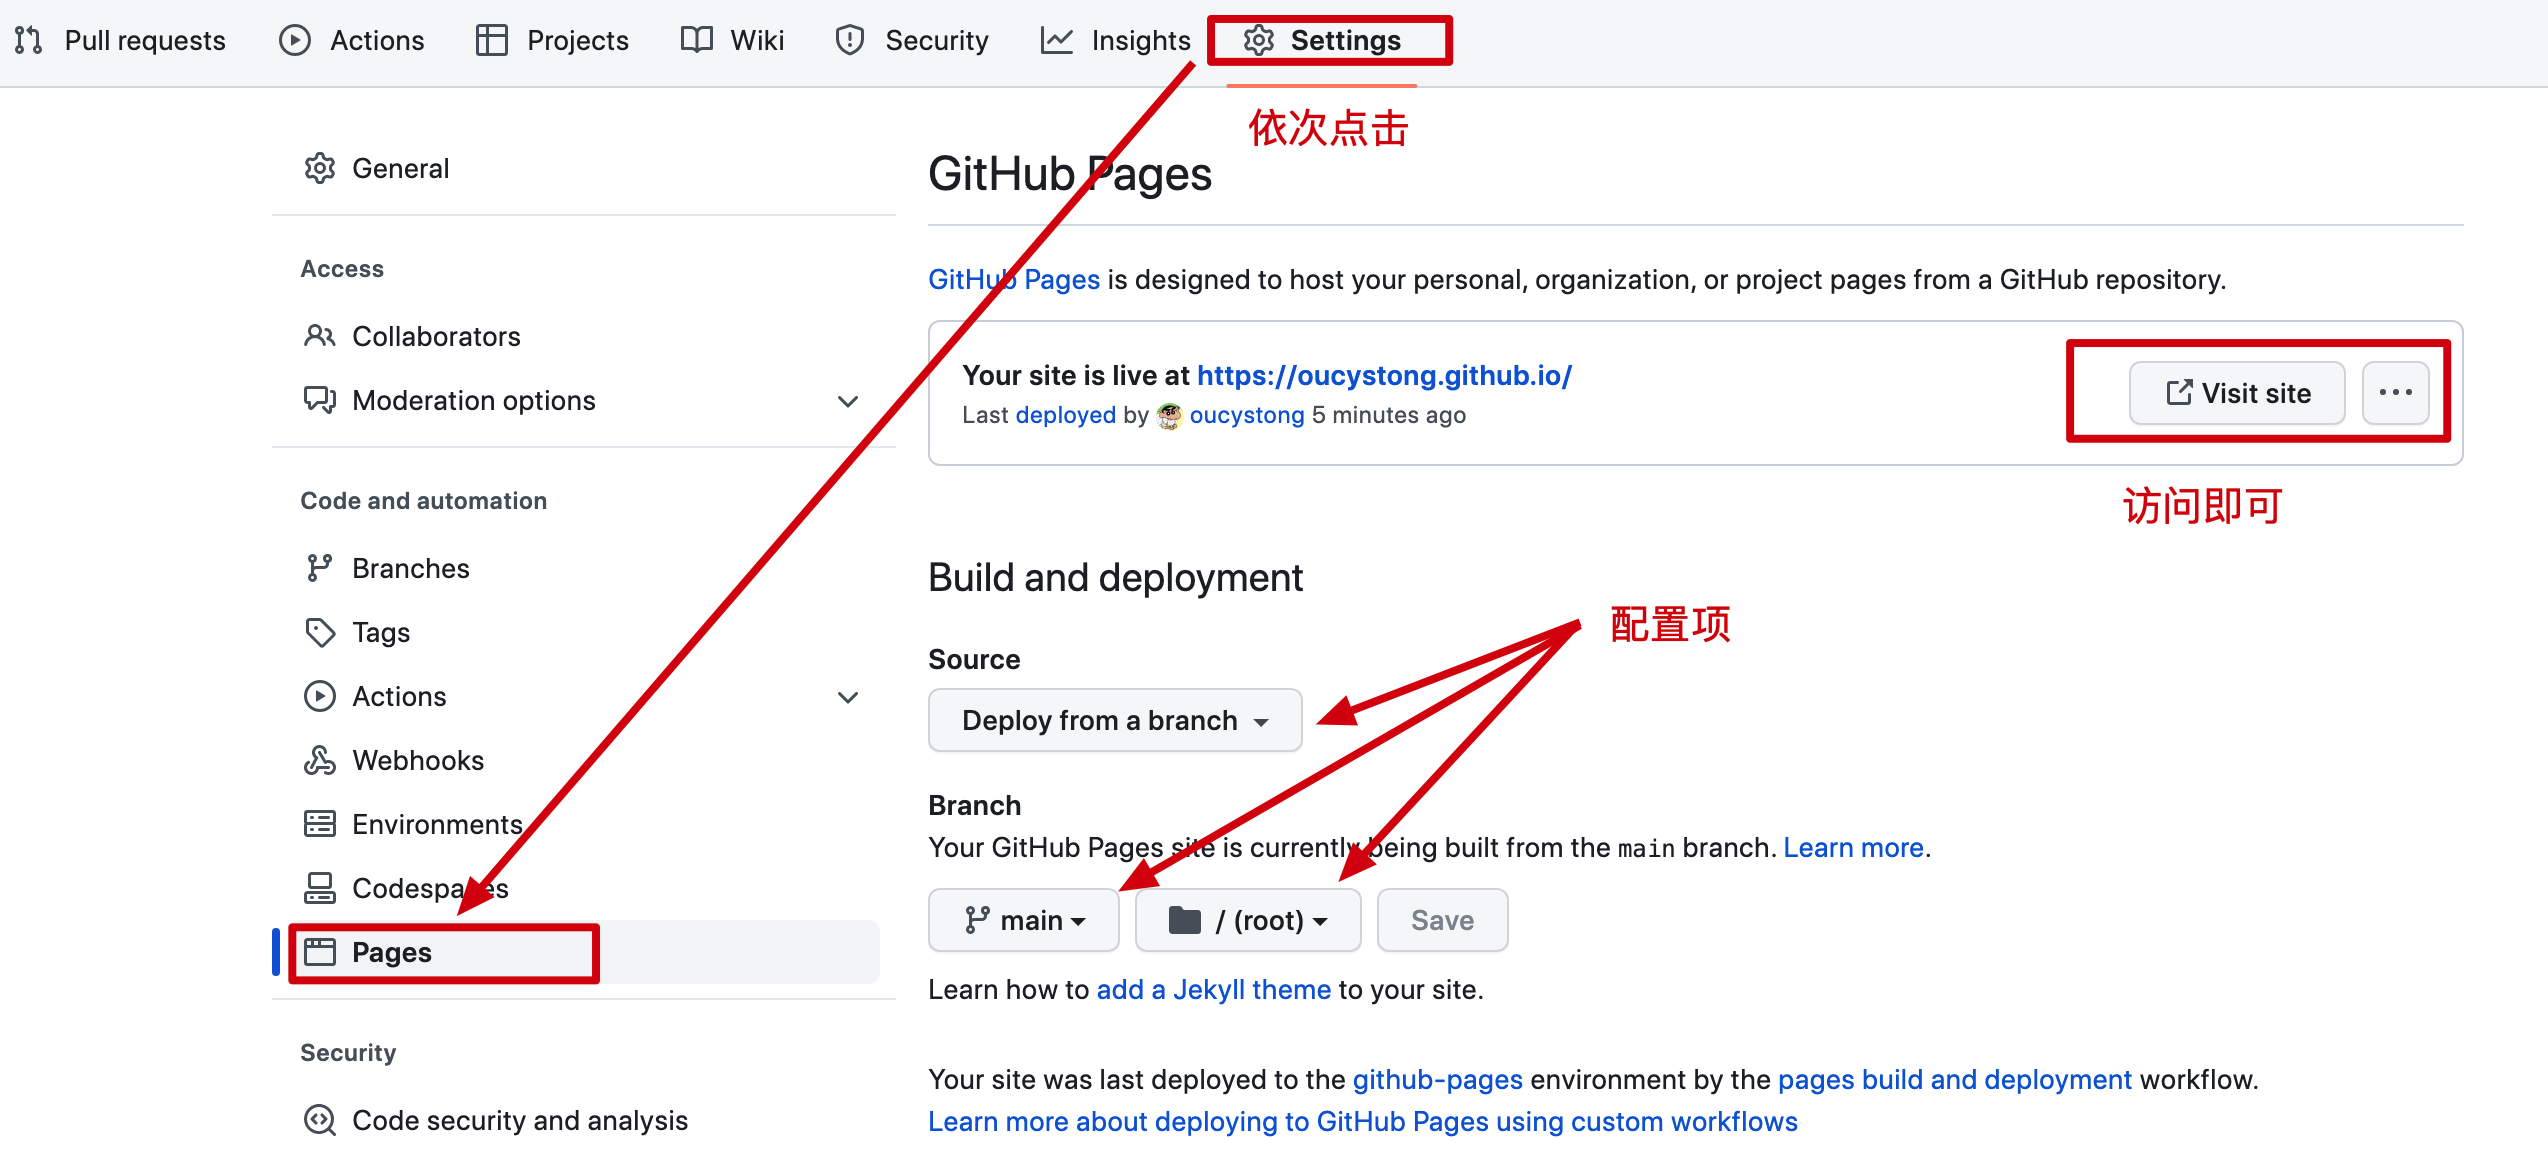 Pull requests Actions Projects Wiki Security Insights Settings
依次点击
General
Access
Collaborators
Moderation options
Code and automation
Branches
Tags
Actions
Webhooks
Environments
Codespaces
Pages
Security
Code security and analysis
GitHub Pages
GitHub Pages is designed to host your personal, organization, or project pages from a GitHub repository.
Your site is live at https://oucystong.github.io/
Last deployed by oucystong 5 minutes ago
Visit site
访问即可
Build and deployment
配置项
Source
Deploy from a branch
Branch
Your GitHub Pages site is currently being built from the main branch. Learn more.
main / (root) Save
Learn how to add a Jekyll theme to your site.
Your site was last deployed to the github-pages environment by the pages build and deployment workflow.
Learn more about deploying to GitHub Pages using custom workflows